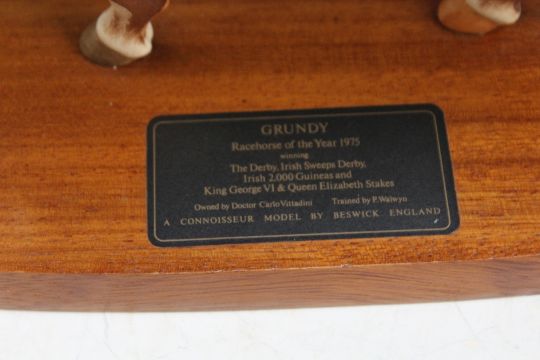 GRUNDY
Racehorse of the Year 1975
winning
The Derby, Irish Sweeps Derby,
Irish 2,000 Guineas and
King George VI & Queen Elizabeth Stakes
Owned by Doctor Carlo Vittadini Trained by P. Walwyn
A CONNOISSEUR MODEL BY BESWICK ENGLAND